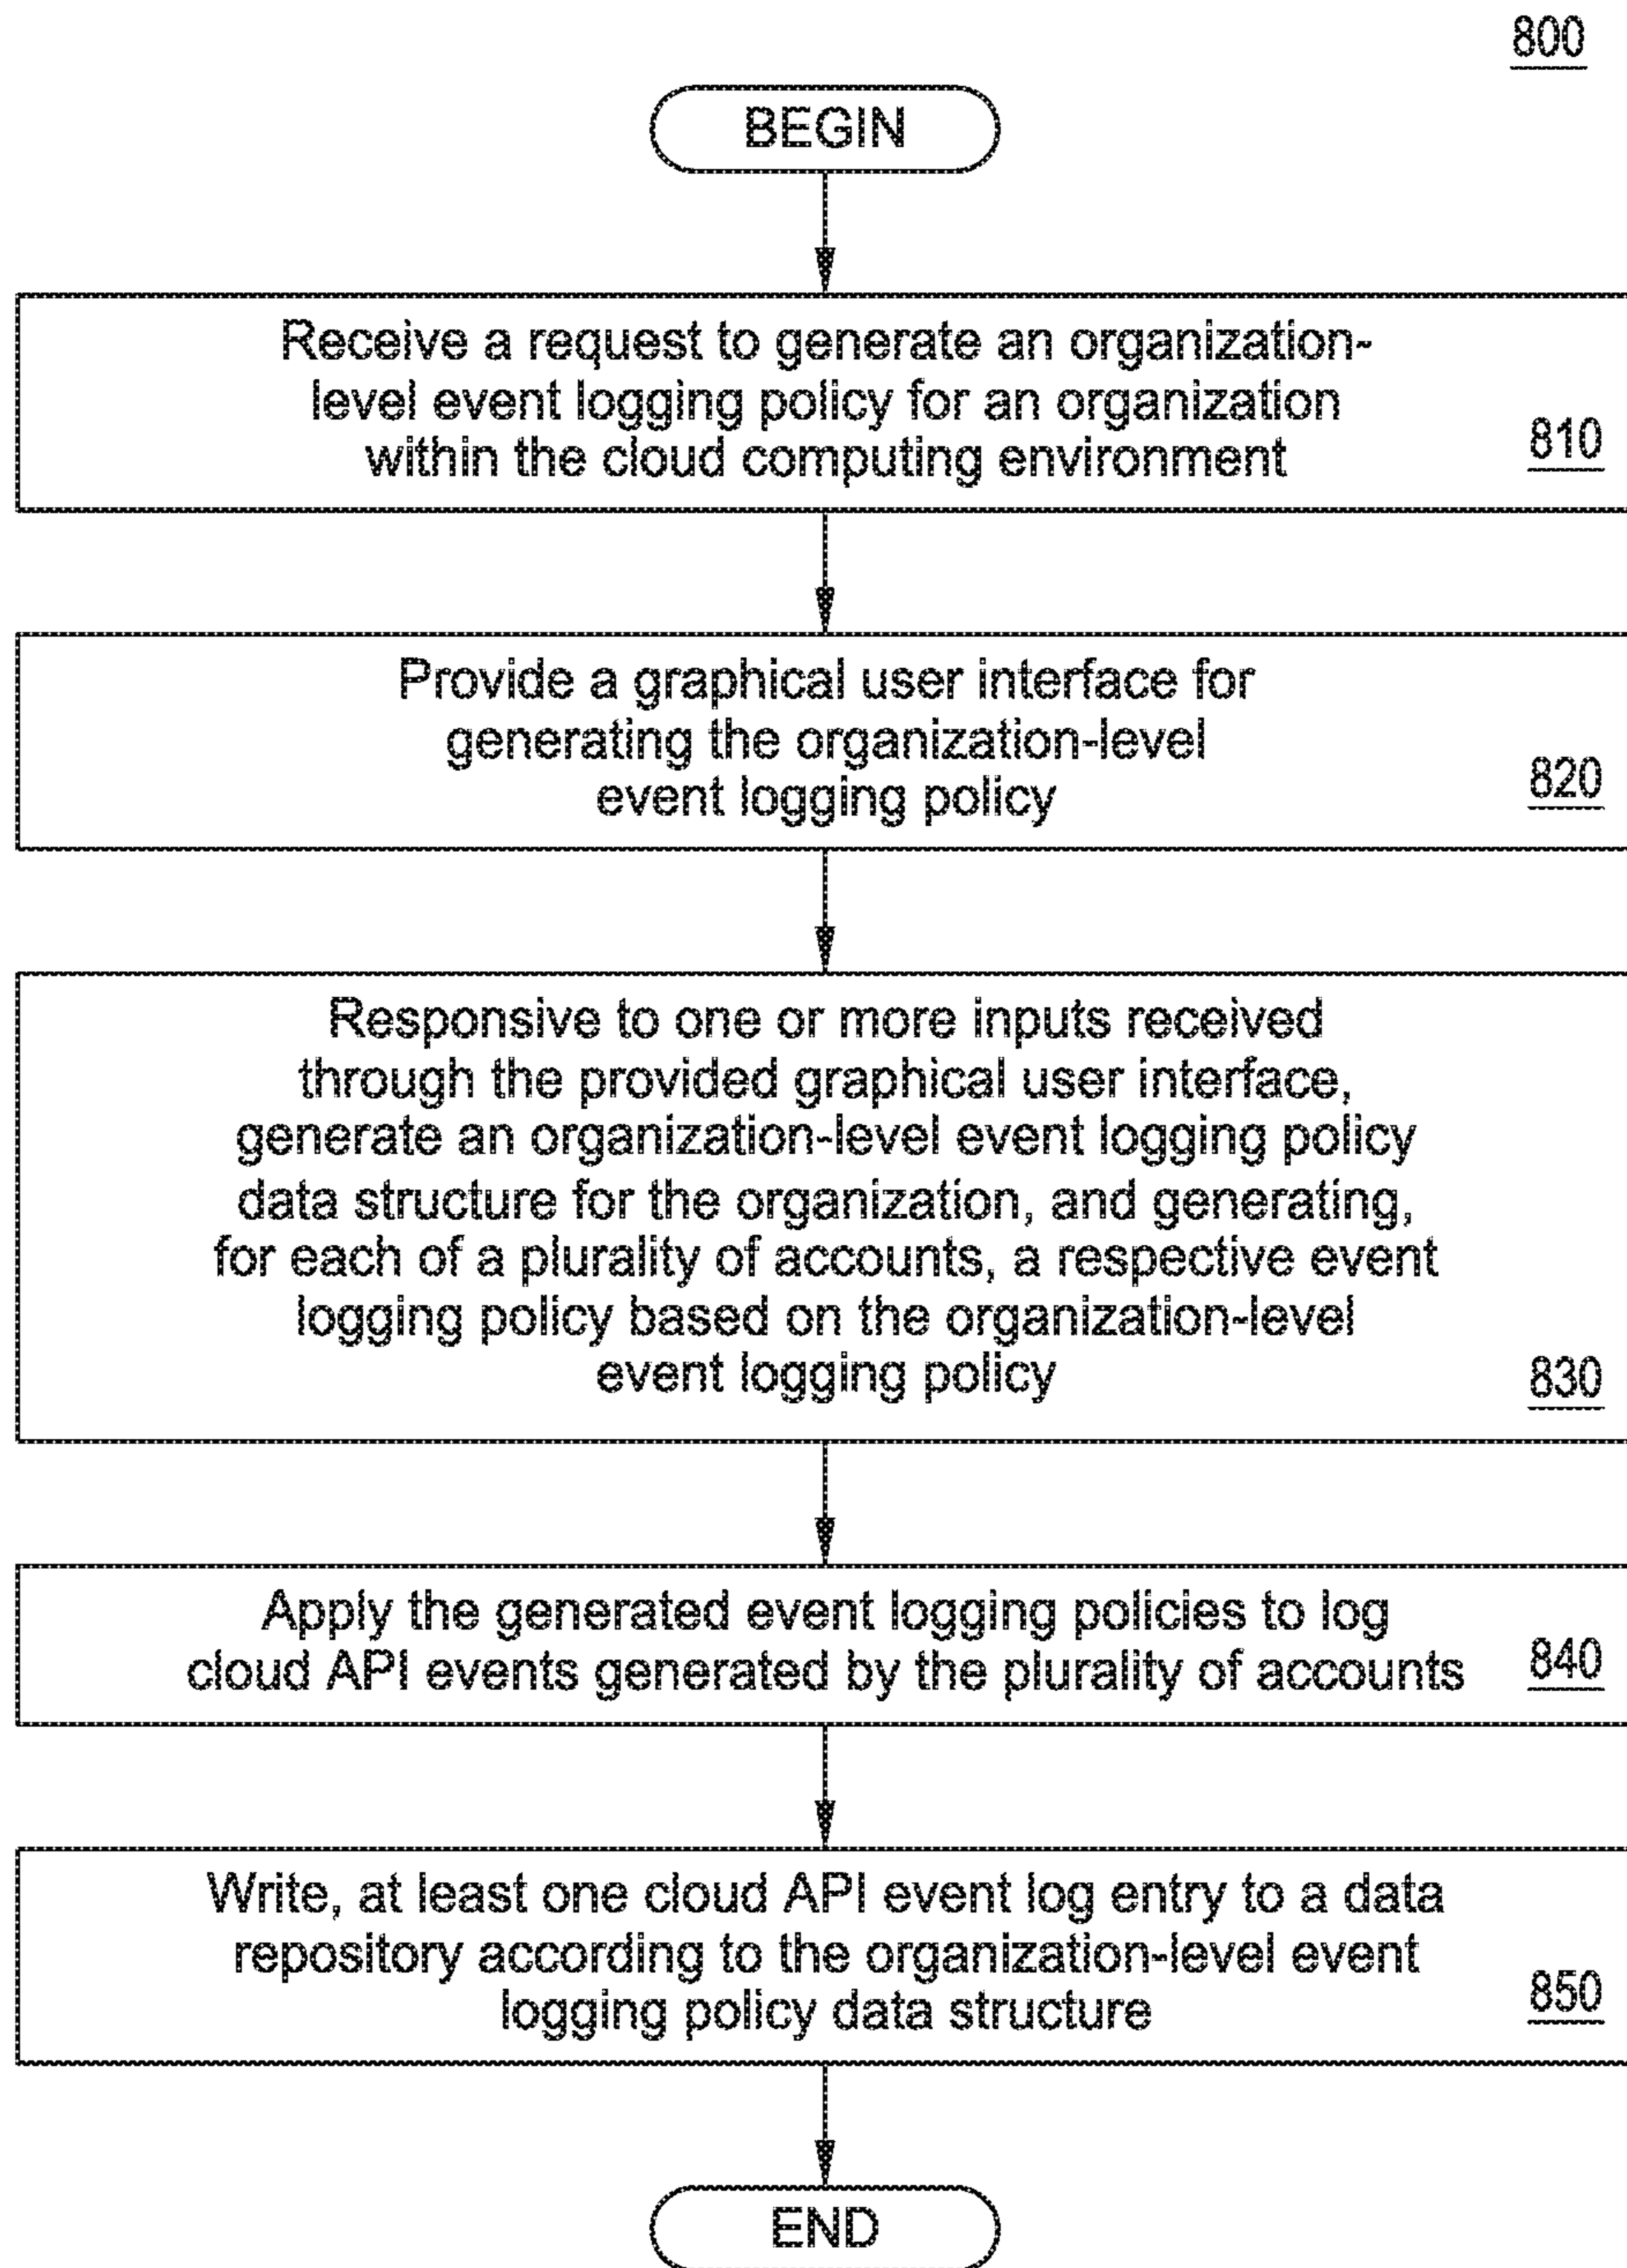 800
BEGIN
Receive a request to generate an organization-
level event logging policy for an organization
within the cloud computing environment
810
Provide a graphical user interface for
generating the organization-level
event logging policy
820
Responsive to one or more inputs received
through the provided graphical user interface,
generate an organization-level event logging policy
data structure for the organization, and generating,
for each of a plurality of accounts, a respective event
logging policy based on the organization-level
event logging policy
830
Apply the generated event logging policies to log
cloud API events generated by the plurality of accounts
840
Write, at least one cloud API event log entry to a data
repository according to the organization-level event
logging policy data structure
850
END